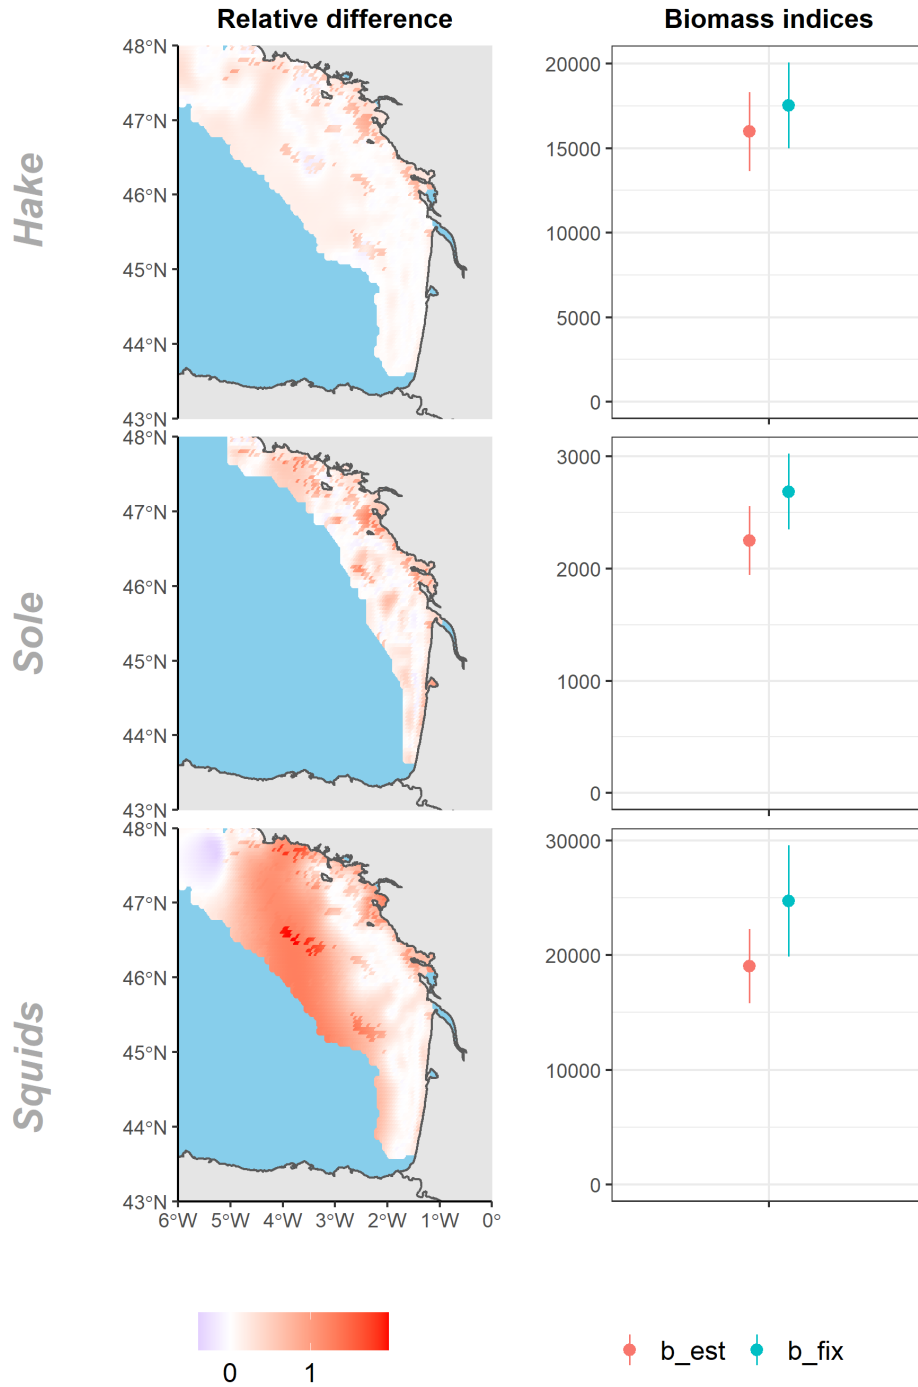 Relative difference
Biomass indices
Hake
48°N
47°N
46°N
45°N
44°N
43°N
20000
15000
10000
5000
0
Sole
48°N
47°N
46°N
45°N
44°N
43°N
3000
2000
1000
0
Squids
48°N
47°N
46°N
45°N
44°N
43°N
6°W 5°W 4°W 3°W 2°W 1°W 0°
30000
20000
10000
0
0 1
b_est b_fix